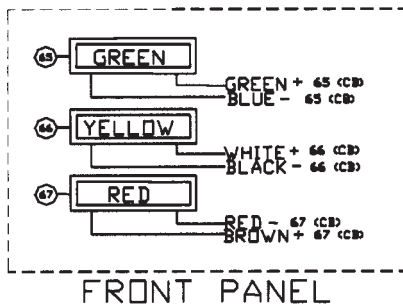 65 GREEN
GREEN + 65 (CB)
BLUE - 65 (CB)
66 YELLOW
WHITE + 66 (CB)
BLACK - 66 (CB)
67 RED
RED - 67 (CB)
BROWN + 67 (CB)
FRONT PANEL